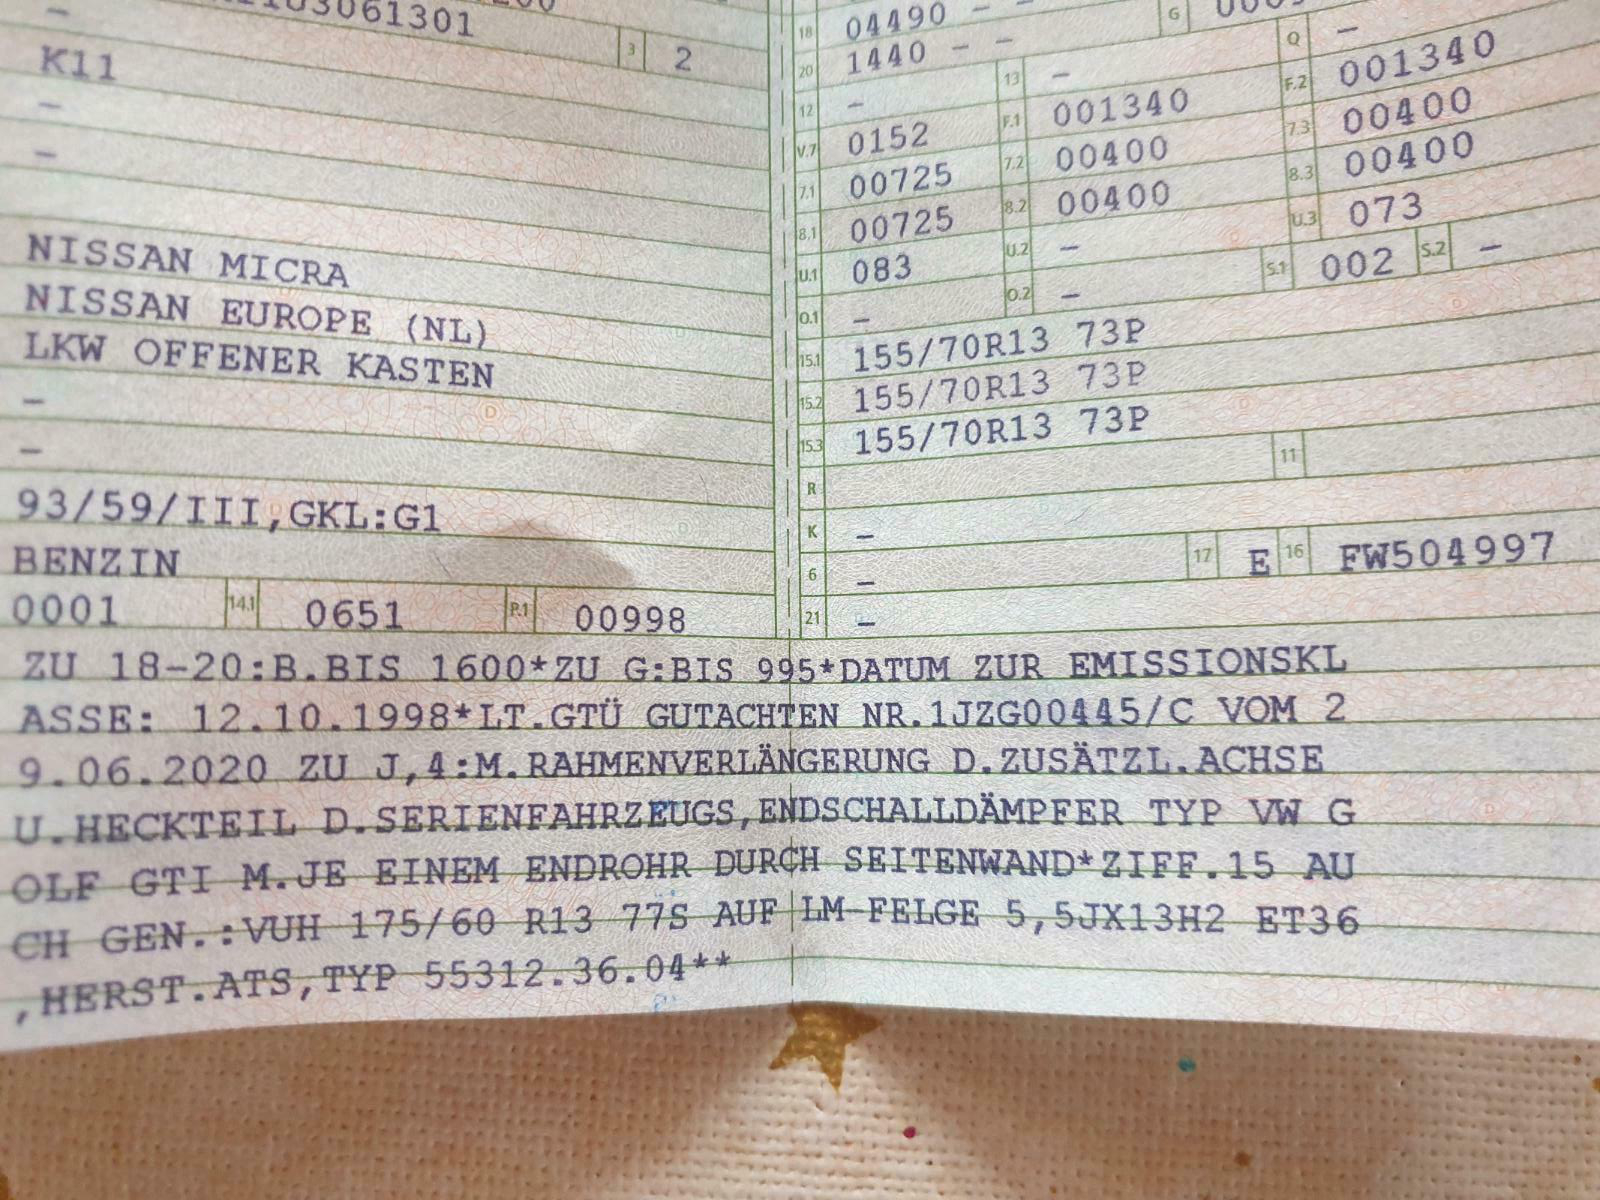 3061301 3 2
K11
–
–
NISSAN MICRA
NISSAN EUROPE (NL)
LKW OFFENER KASTEN
–
–
93/59/III,GKL:G1
BENZIN
0001 14.1 0651 P.1 00998
18 04490 – – G
20 1440 – – Q –
12 – 13 – F.2 001340
V.7 0152 F.1 001340 7.3 00400
7.1 00725 7.2 00400 8.3 00400
8.1 00725 8.2 00400 U.3 073
U.1 083 U.2 – S.1 002 S.2 –
O.1 – O.2 –
15.1 155/70R13 73P
15.2 155/70R13 73P
15.3 155/70R13 73P
R 11
K –
6 – 17 E 16 FW504997
21 –
ZU 18-20:B.BIS 1600*ZU G:BIS 995*DATUM ZUR EMISSIONSKL
ASSE: 12.10.1998*LT.GTÜ GUTACHTEN NR.1JZG00445/C VOM 2
9.06.2020 ZU J,4:M.RAHMENVERLÄNGERUNG D.ZUSÄTZL.ACHSE
U.HECKTEIL D.SERIENFAHRZEUGS,ENDSCHALLDÄMPFER TYP VW G
OLF GTI M.JE EINEM ENDROHR DURCH SEITENWAND*ZIFF.15 AU
CH GEN.:VUH 175/60 R13 77S AUF LM-FELGE 5,5JX13H2 ET36
,HERST.ATS,TYP 55312.36.04**